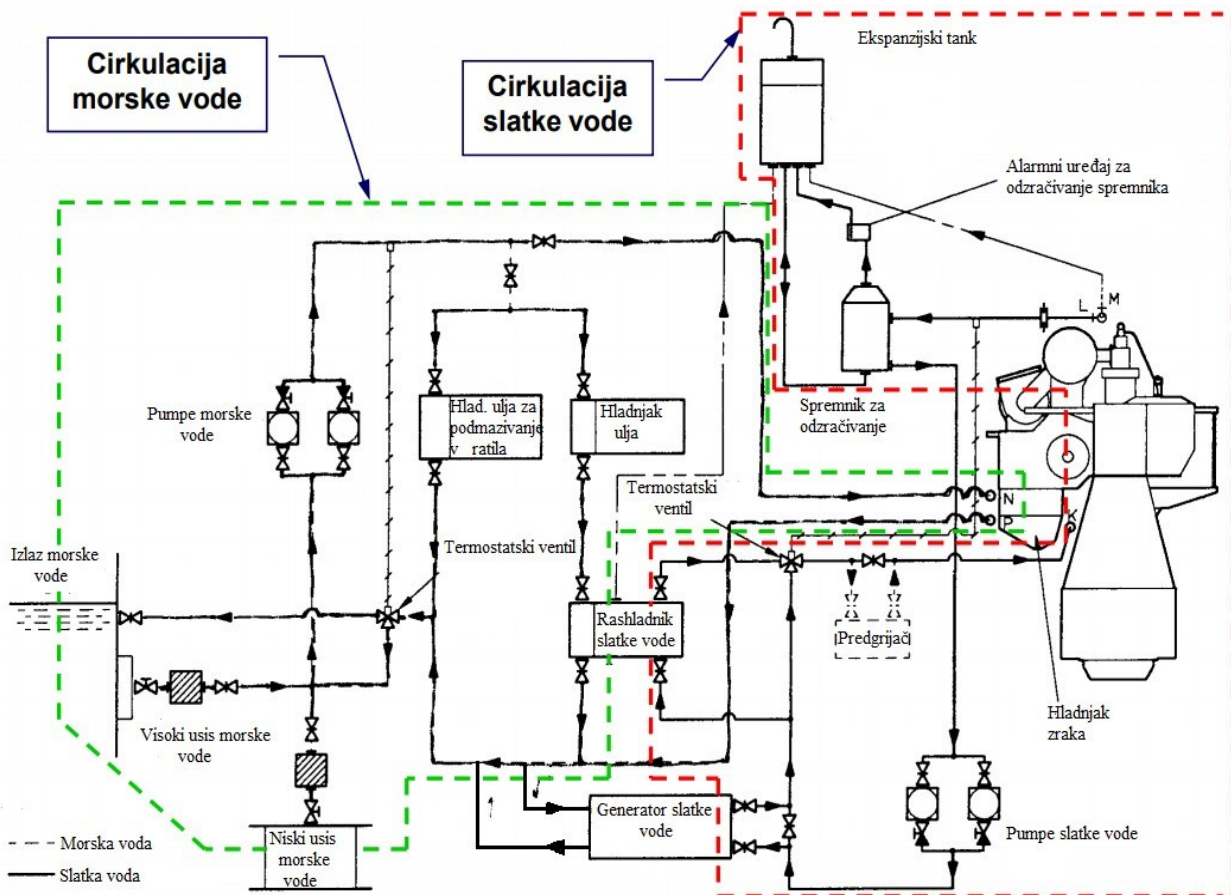 Cirkulacija
morske vode
Cirkulacija
slatke vode
Ekspanzijski tank
Alarmni uređaj za
odzračivanje spremnika
L
M
Pumpe morske
vode
Hlad. ulja za
podmazivanje
v ratila
Hladnjak
ulja
Spremnik za
odzračivanje
Termostatski
ventil
N
P
K
Izlaz morske
vode
Termostatski ventil
Rashladnik
slatke vode
Predgrijač
Visoki usis morske
vode
Hladnjak
zraka
Generator slatke
vode
Pumpe slatke vode
Niski usis
morske
vode
Morska voda
Slatka voda